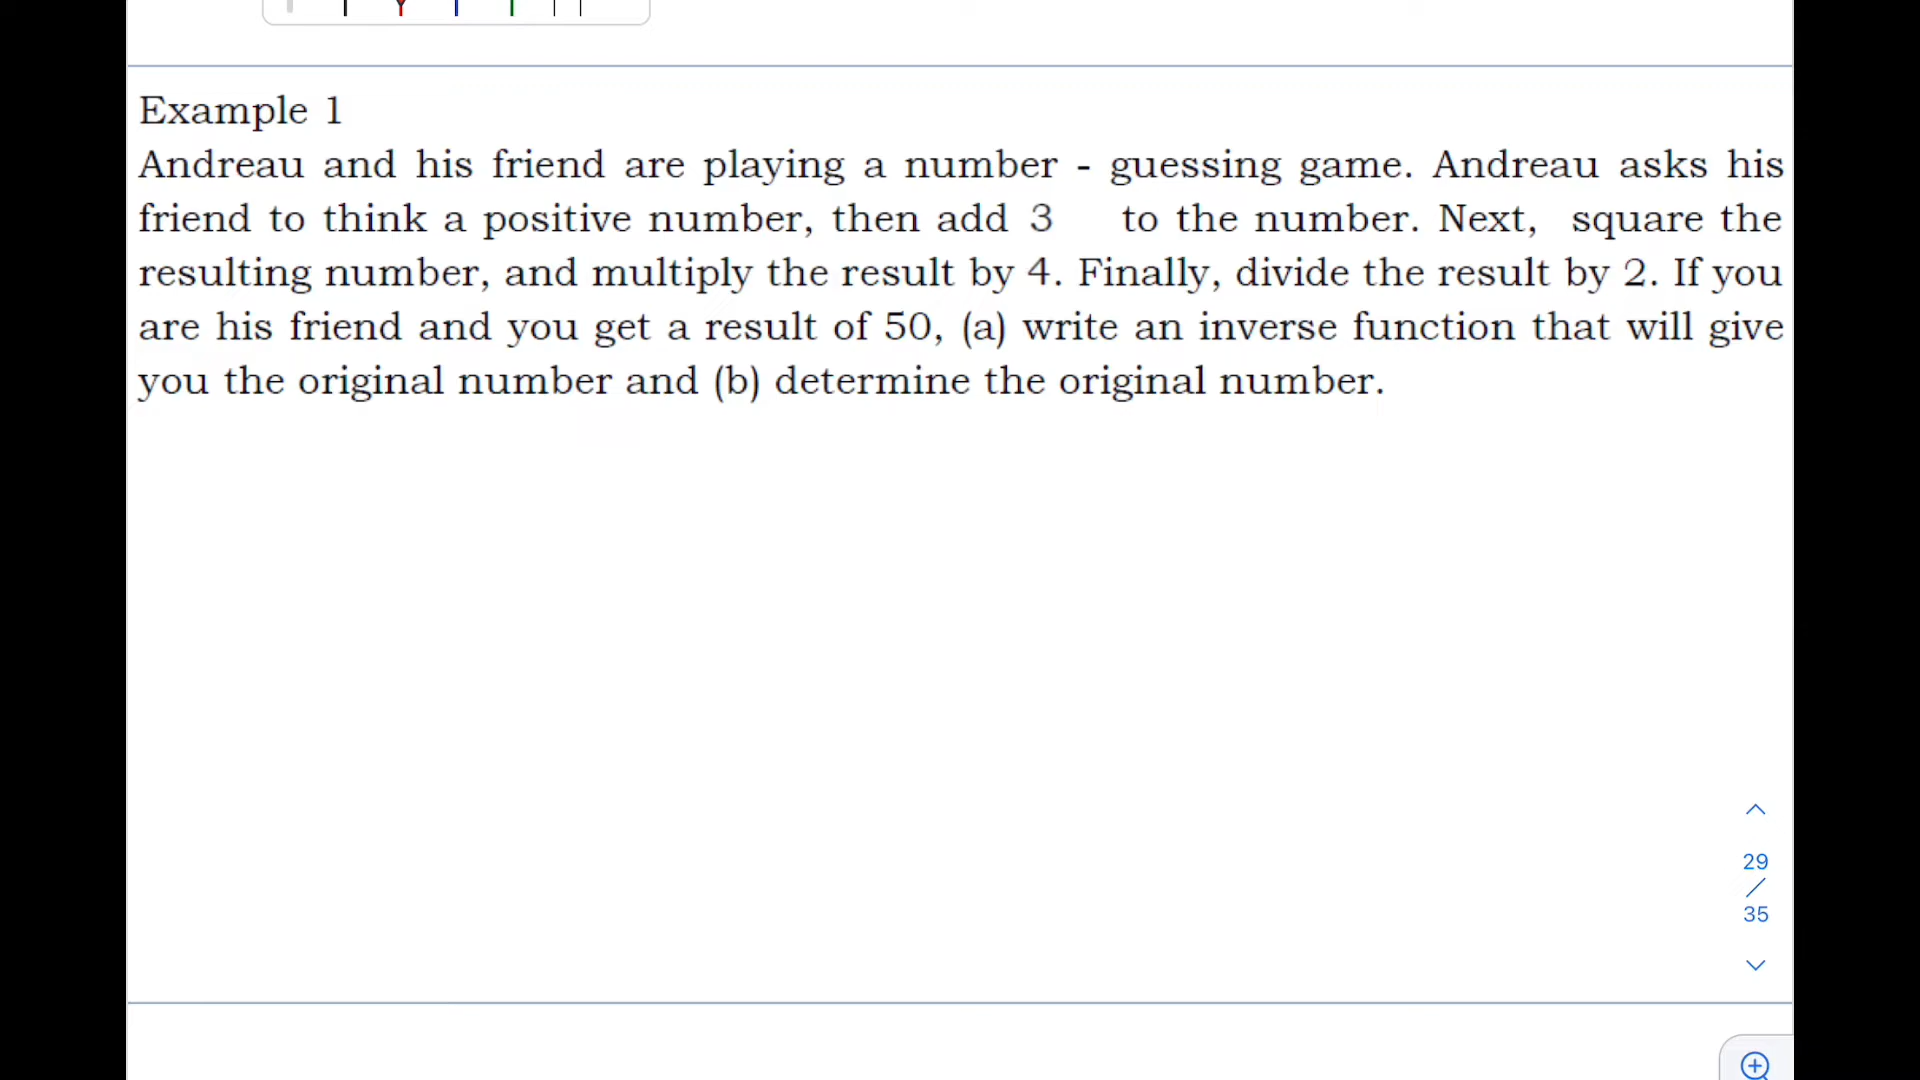 Example 1
Andreau and his friend are playing a number - guessing game. Andreau asks his
friend to think a positive number, then add 3 to the number. Next, square the
resulting number, and multiply the result by 4. Finally, divide the result by 2. If you
are his friend and you get a result of 50, (a) write an inverse function that will give
you the original number and (b) determine the original number.
29
/
35